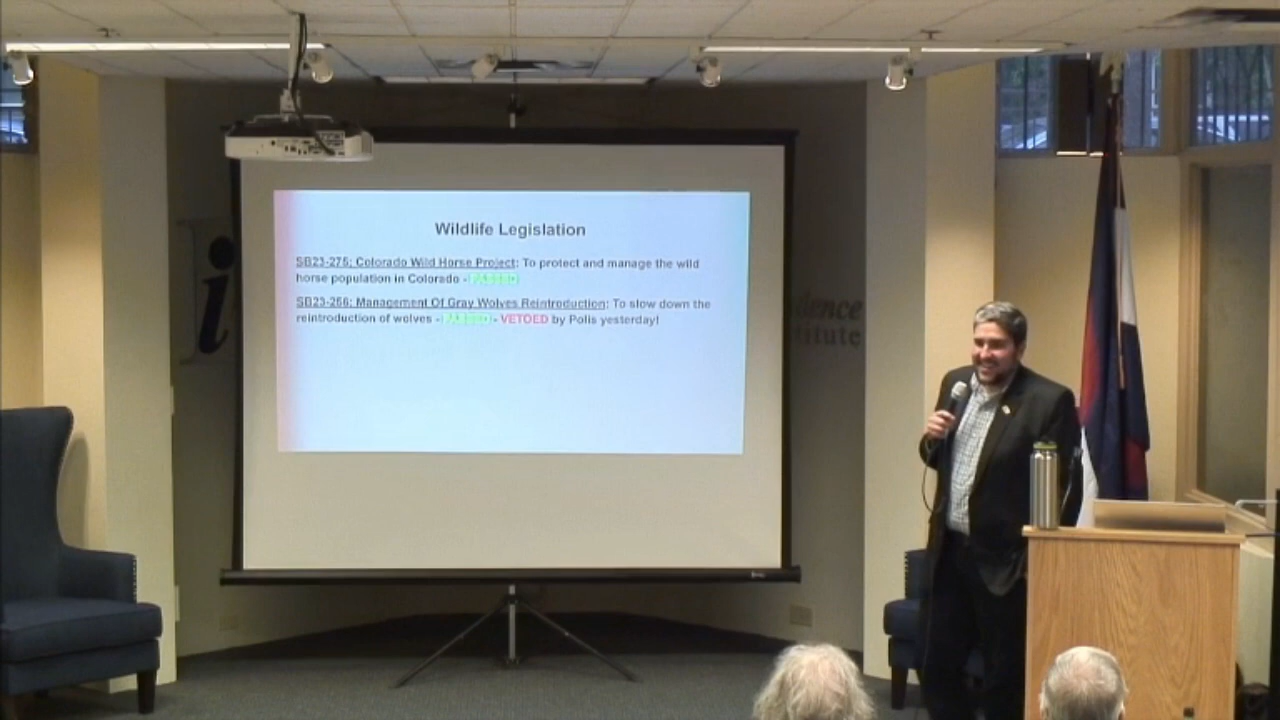 Wildlife Legislation
SB23-275: Colorado Wild Horse Project: To protect and manage the wild
horse population in Colorado - PASSED
SB23-256: Management Of Gray Wolves Reintroduction: To slow down the
reintroduction of wolves - PASSED - VETOED by Polis yesterday!
i
dence
stitute